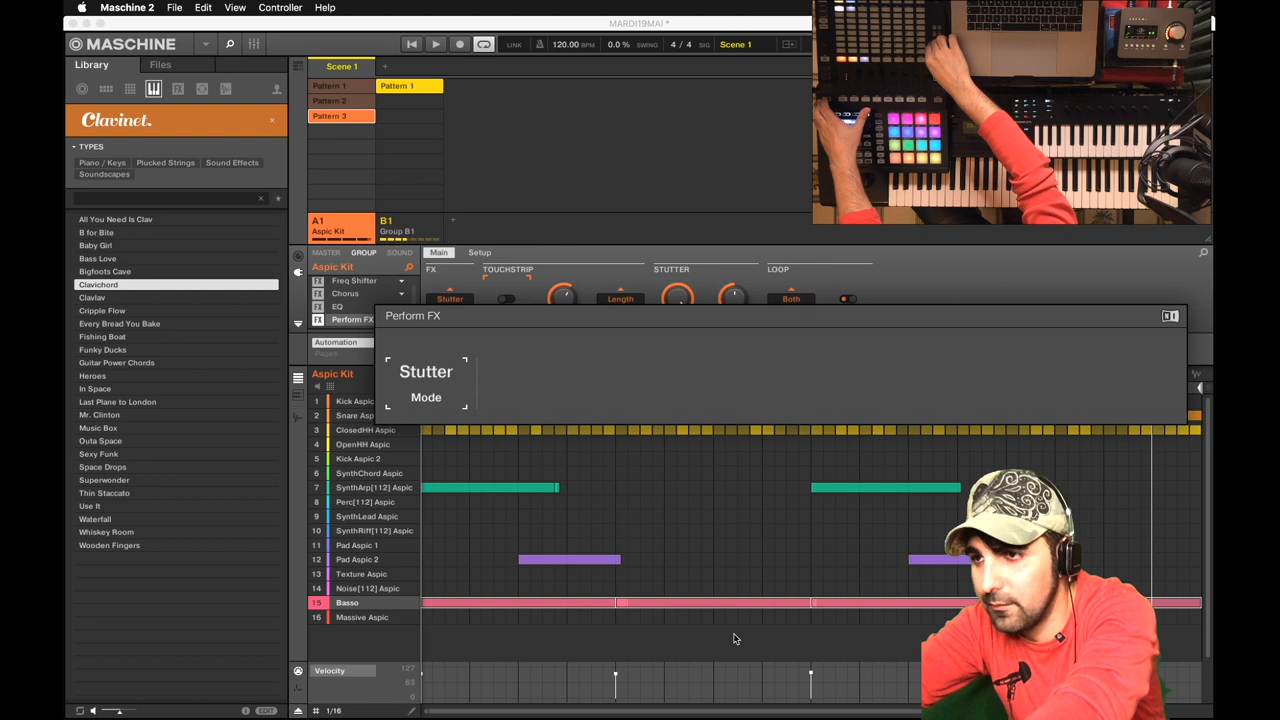 Maschine 2 File Edit View Controller Help
MARDI19MAI *
MASCHINE
LINK 120.00 BPM 0.0 % SWING 4 / 4 SIG Scene 1
Library Files
Scene 1 +
Pattern 1 Pattern 1
Pattern 2
Pattern 3
Clavinet. ×
TYPES
Piano / Keys Plucked Strings Sound Effects
Soundscapes
All You Need Is Clav
B for Bite
Baby Girl
Bass Love
Bigfoots Cave
Clavichord
Clavlav
Cripple Flow
Every Bread You Bake
Fishing Boat
Funky Ducks
Guitar Power Chords
Heroes
In Space
Last Plane to London
Mr. Clinton
Music Box
Outa Space
Sexy Funk
Space Drops
Superwonder
Thin Staccato
Use It
Waterfall
Whiskey Room
Wooden Fingers
EDIT
A1 B1 +
Aspic Kit Group B1
MASTER GROUP SOUND Main Setup
Aspic Kit FX TOUCHSTRIP STUTTER LOOP
FX Freq Shifter
FX Chorus Stutter Length Both
FX EQ
FX Perform FX
Perform FX
Stutter
Mode
Automation
Pages
Aspic Kit
1 Kick Aspic
2 Snare Asp
3 ClosedHH Aspic
4 OpenHH Aspic
5 Kick Aspic 2
6 SynthChord Aspic
7 SynthArp[112] Aspic
8 Perc[112] Aspic
9 SynthLead Aspic
10 SynthRiff[112] Aspic
11 Pad Aspic 1
12 Pad Aspic 2
13 Texture Aspic
14 Noise[112] Aspic
15 Basso
16 Massive Aspic
Velocity 127
63
0
1/16